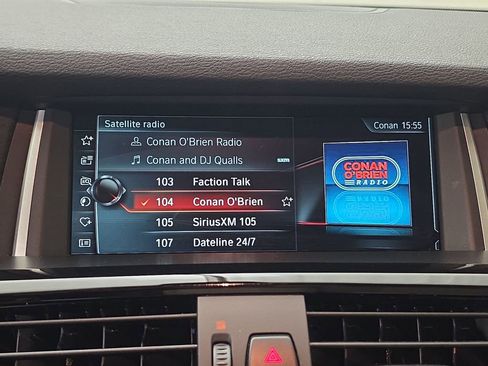 Satellite radio
Conan 15:55
Conan O'Brien Radio
Conan and DJ Qualls
103 Faction Talk
104 Conan O'Brien
105 SiriusXM 105
107 Dateline 24/7
CONAN
O'BRIEN
RADIO